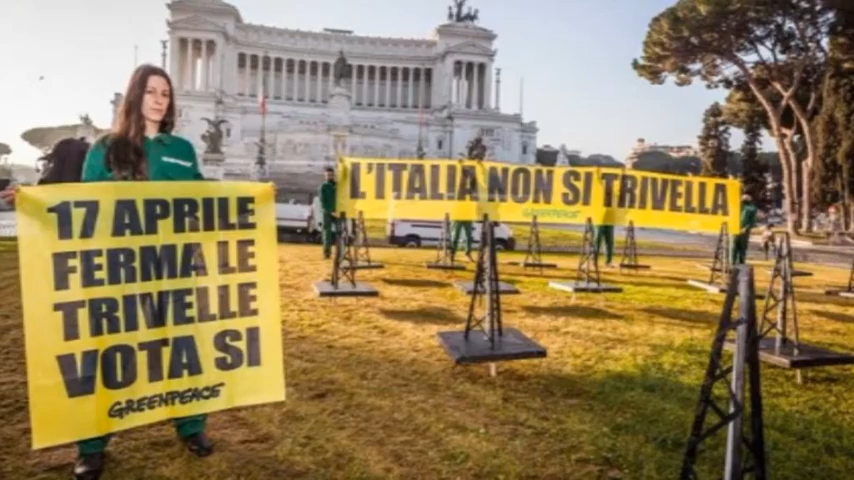 17 APRILE
FERMA LE
TRIVELLE
VOTA SI
GREENPEACE
L'ITALIA NON SI TRIVELLA
GREENPEACE